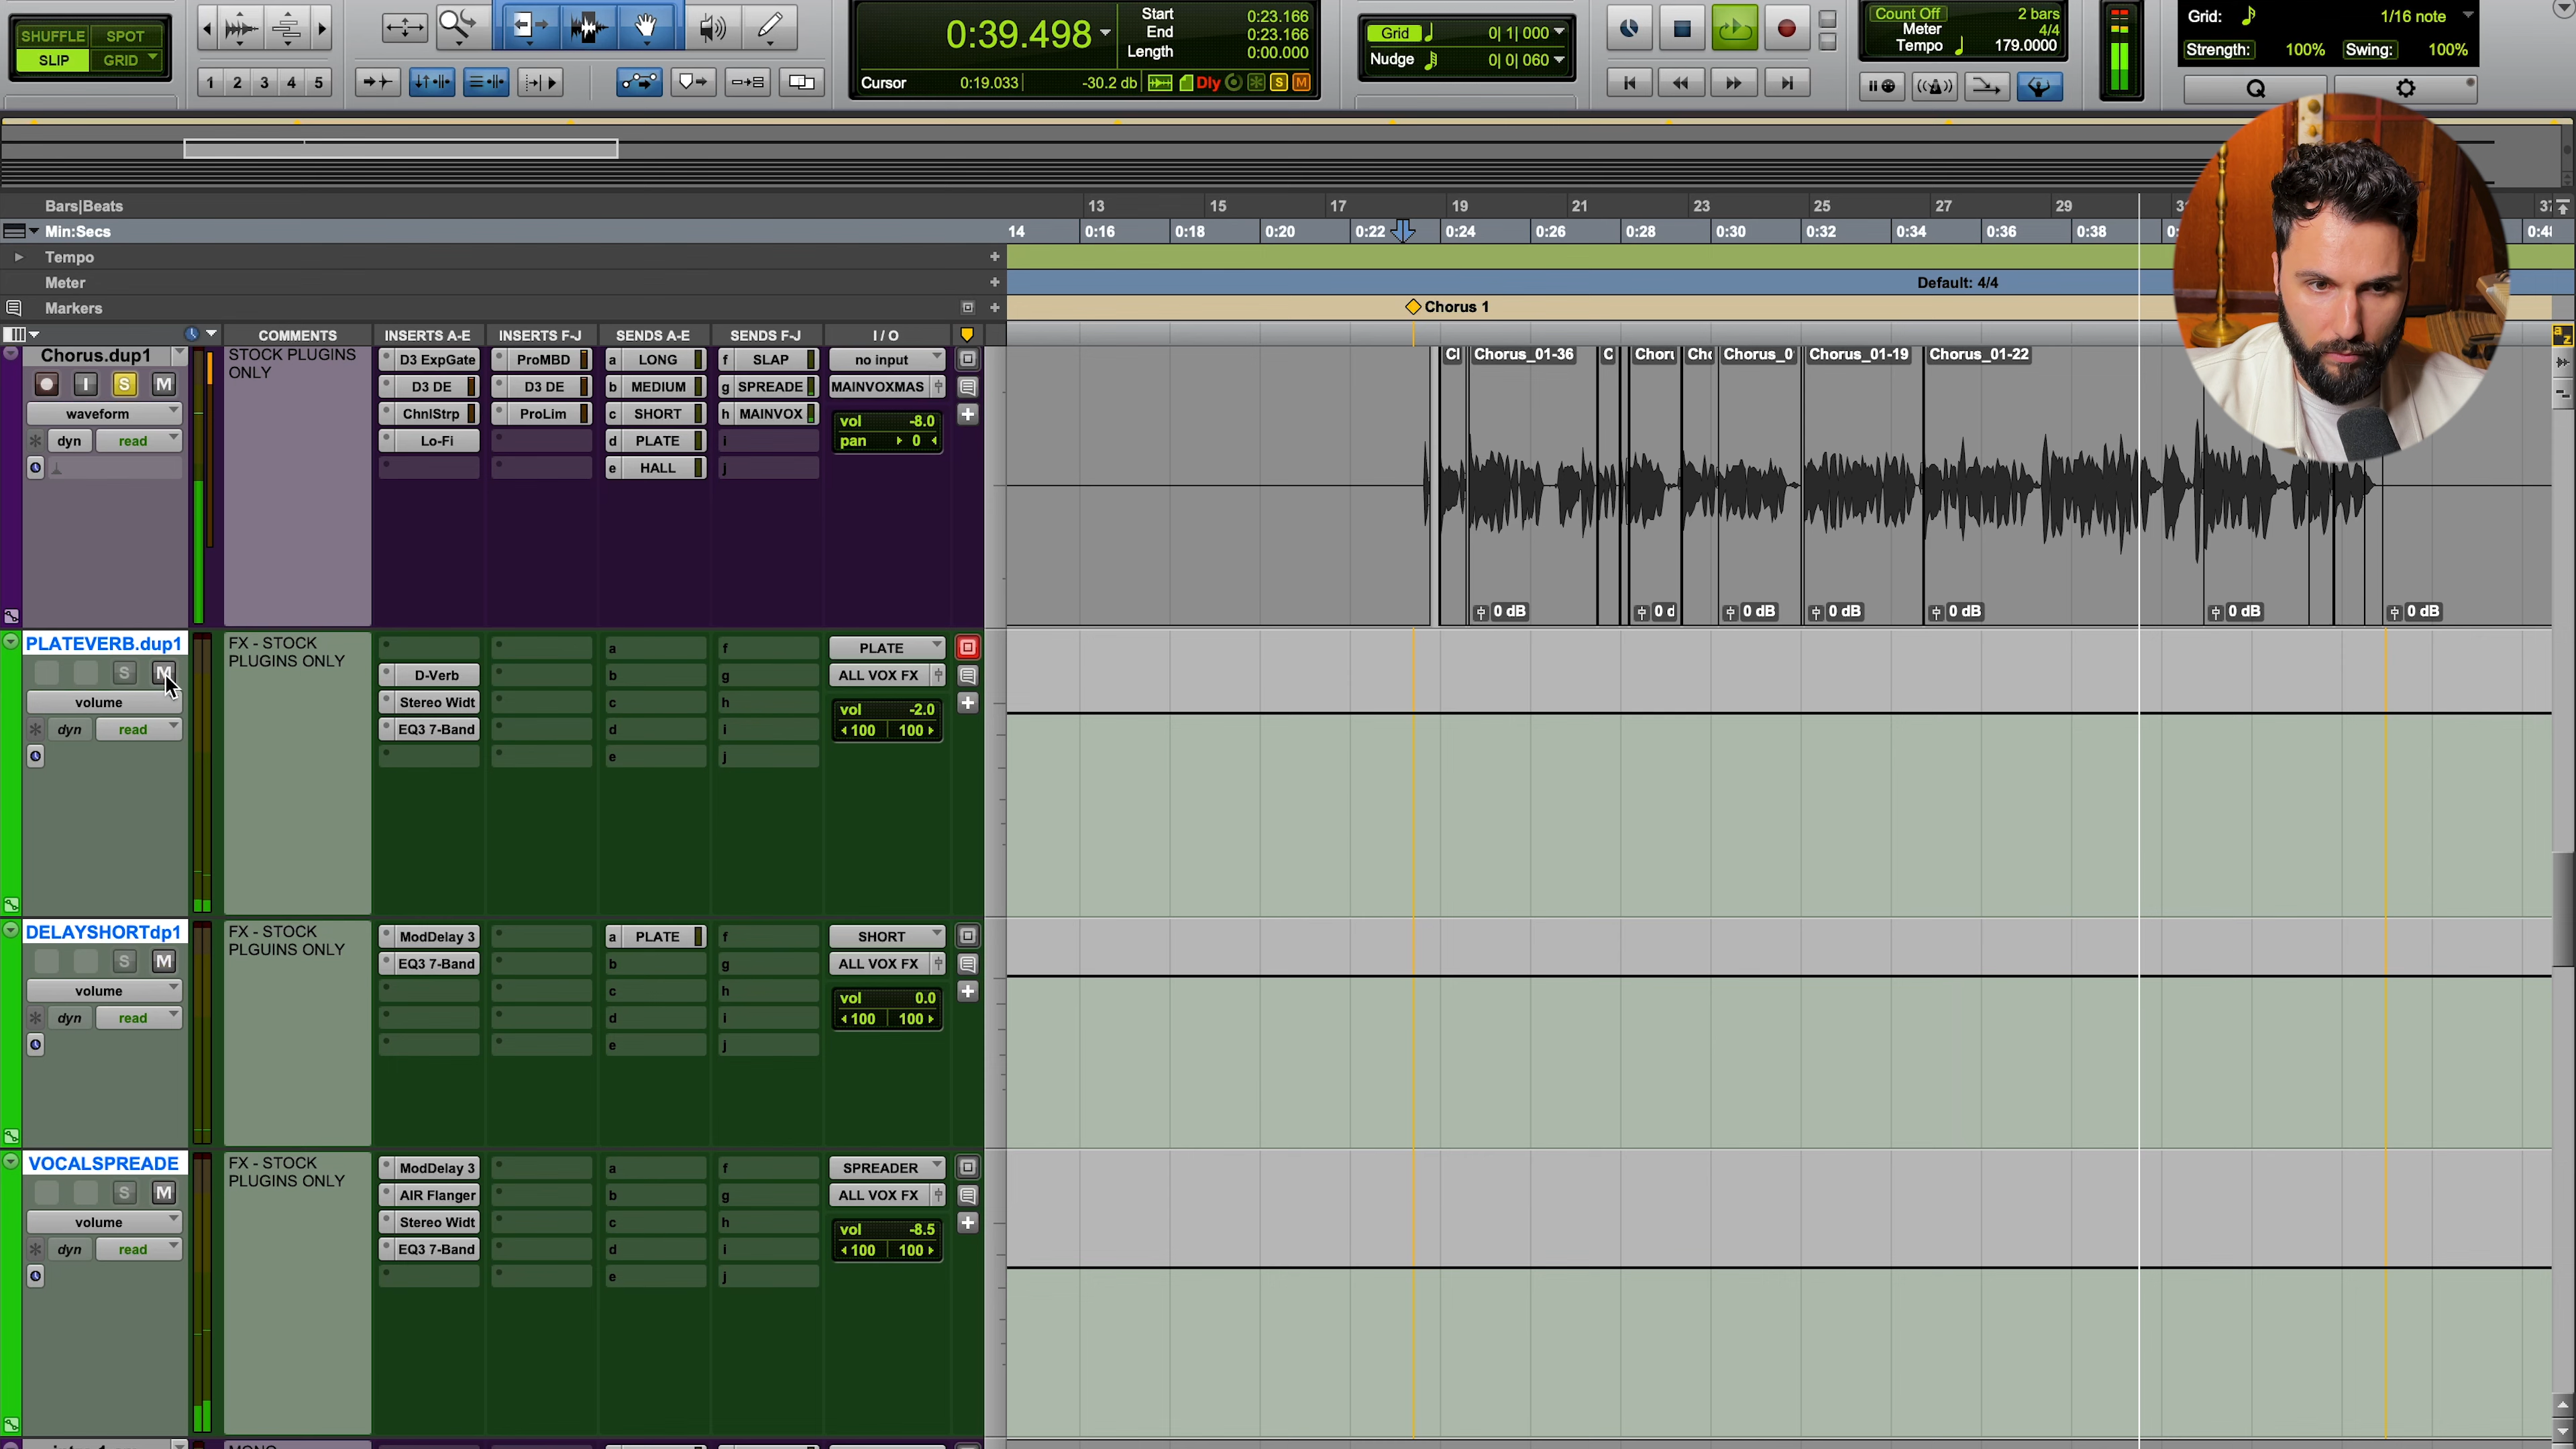 SHUFFLE SPOT
SLIP GRID
1 2 3 4 5
0:39.498
Start 0:23.166
End 0:23.166
Length 0:00.000
Cursor 0:19.033 -30.2 db Dly S M
Grid 0| 1| 000
Nudge 0| 0| 060
Count Off 2 bars
Meter 4/4
Tempo 179.0000
Grid: 1/16 note
Strength: 100% Swing: 100%
Q
Bars|Beats 13 15 17 19 21 23 25 27 29
Min:Secs 14 0:16 0:18 0:20 0:22 0:24 0:26 0:28 0:30 0:32 0:34 0:36 0:38
Tempo
Meter Default: 4/4
Markers Chorus 1
COMMENTS INSERTS A-E INSERTS F-J SENDS A-E SENDS F-J I / O
a z
Chorus.dup1
I S M
waveform
dyn read
STOCK PLUGINS
ONLY
D3 ExpGate ProMBD a LONG f SLAP no input
D3 DE D3 DE b MEDIUM g SPREADE MAINVOXMAS
ChnlStrp ProLim c SHORT h MAINVOX vol -8.0
Lo-Fi d PLATE i pan 0
e HALL j
Cl Chorus_01-36 C Choru Cho Chorus_0 Chorus_01-19 Chorus_01-22
0 dB 0 d 0 dB 0 dB 0 dB 0 dB 0 dB
PLATEVERB.dup1
S M
volume
dyn read
FX - STOCK
PLUGINS ONLY
a f PLATE
D-Verb b g ALL VOX FX
Stereo Widt c h vol -2.0
EQ3 7-Band d i 100 100
e j
DELAYSHORTdp1
S M
volume
dyn read
FX - STOCK
PLGUINS ONLY
ModDelay 3 a PLATE f SHORT
EQ3 7-Band b g ALL VOX FX
c h vol 0.0
d i 100 100
e j
VOCALSPREADE
S M
volume
dyn read
FX - STOCK
PLUGINS ONLY
ModDelay 3 a f SPREADER
AIR Flanger b g ALL VOX FX
Stereo Widt c h vol -8.5
EQ3 7-Band d i 100 100
e j